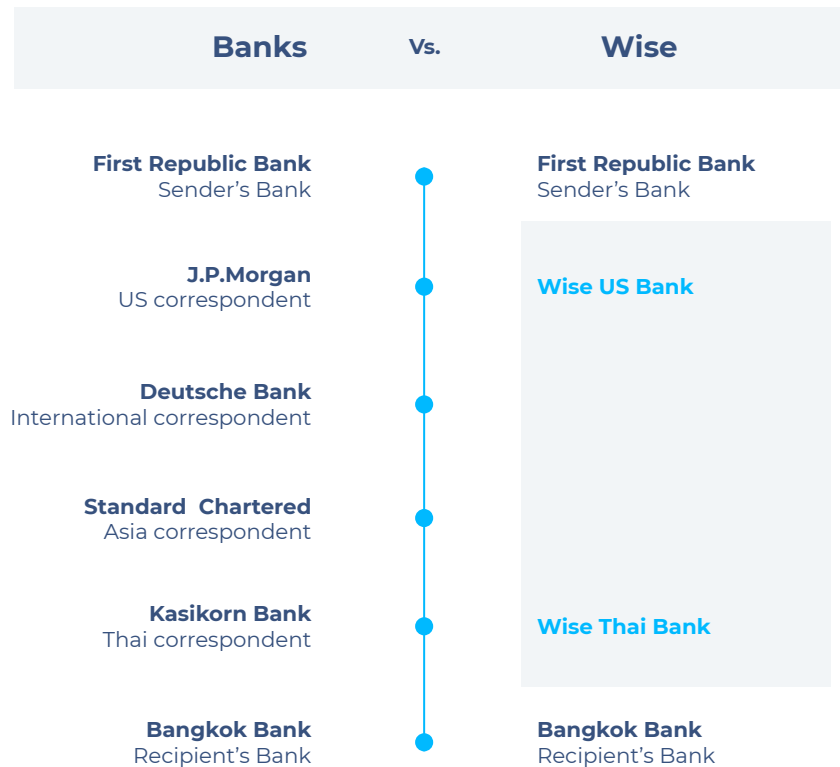 Banks Vs. Wise
First Republic Bank First Republic Bank
Sender's Bank Sender's Bank
J.P.Morgan
US correspondent
Wise US Bank
Deutsche Bank
International correspondent
Standard Chartered
Asia correspondent
Kasikorn Bank
Thai correspondent
Wise Thai Bank
Bangkok Bank Bangkok Bank
Recipient's Bank Recipient's Bank